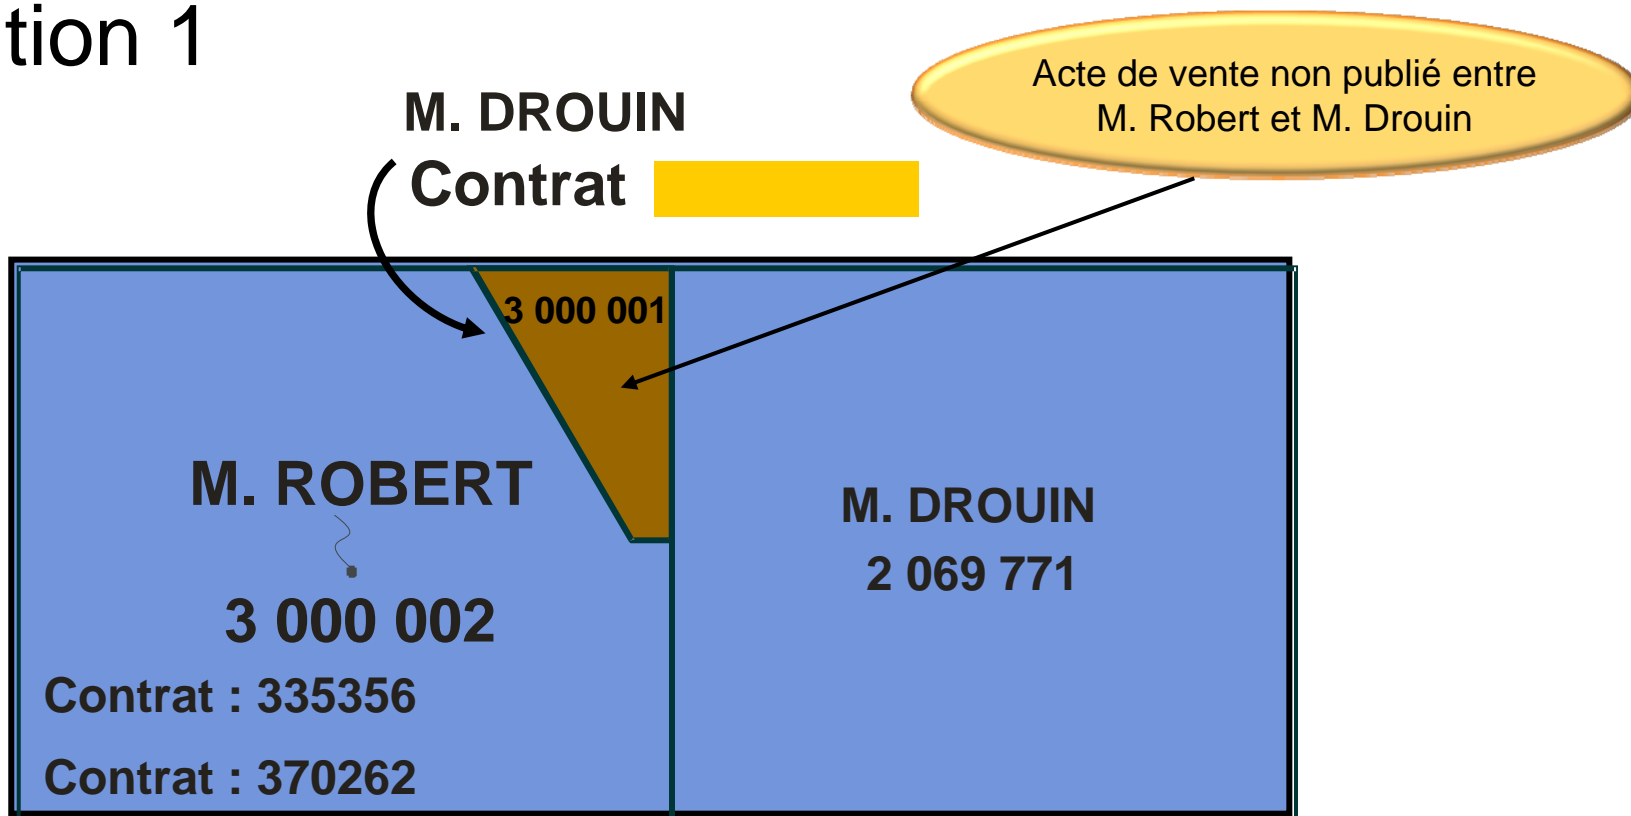 tion 1
Acte de vente non publié entre
M. Robert et M. Drouin
M. DROUIN
Contrat
3 000 001
M. ROBERT
3 000 002
Contrat : 335356
Contrat : 370262
M. DROUIN
2 069 771